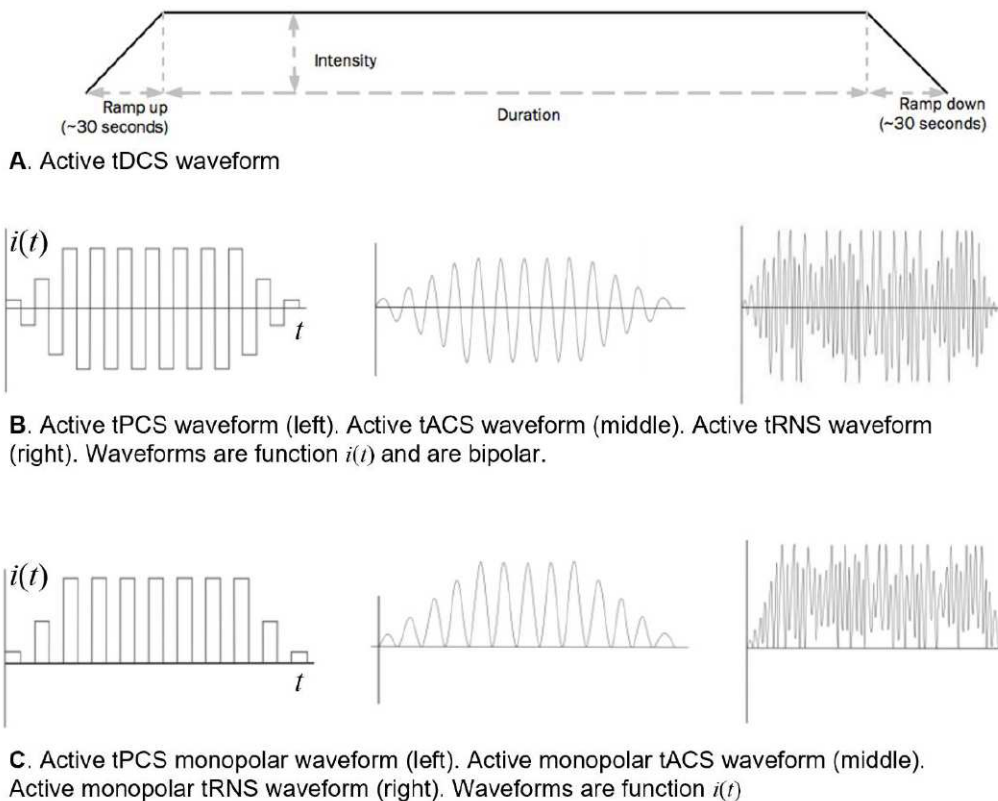 Intensity
Ramp up
(~30 seconds)
Duration
Ramp down
(~30 seconds)
A. Active tDCS waveform
i(t)
t
B. Active tPCS waveform (left). Active tACS waveform (middle). Active tRNS waveform
(right). Waveforms are function i(t) and are bipolar.
i(t)
t
C. Active tPCS monopolar waveform (left). Active monopolar tACS waveform (middle).
Active monopolar tRNS waveform (right). Waveforms are function i(t)